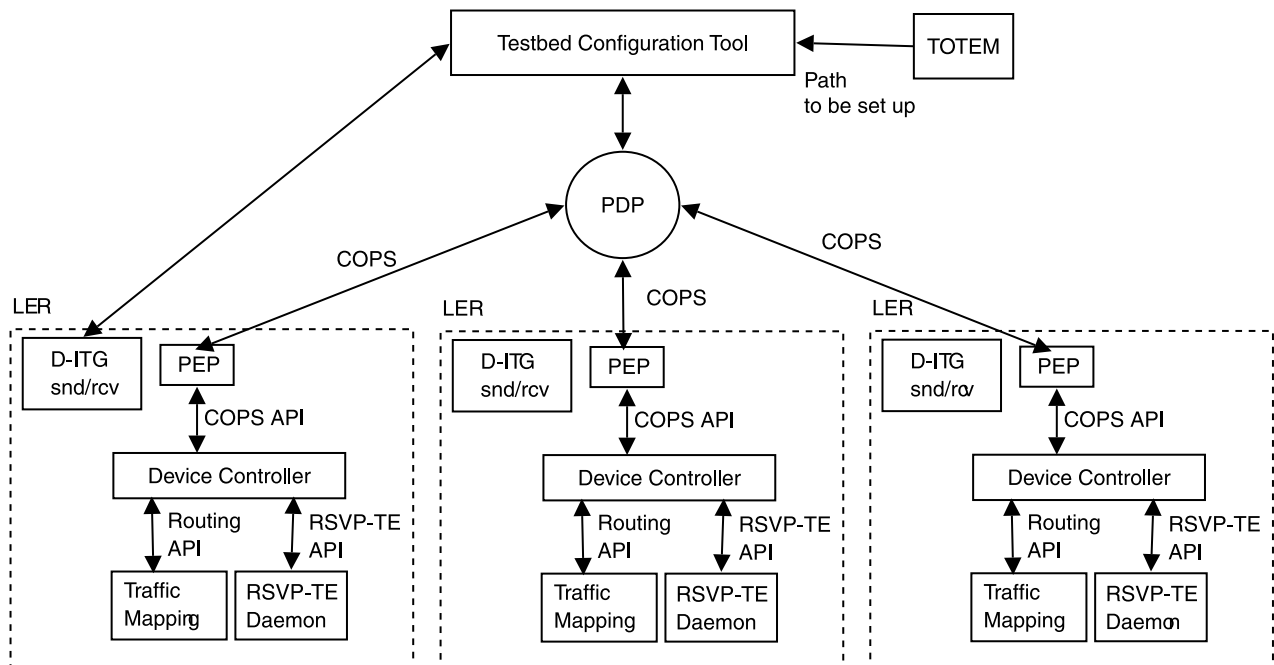 Testbed Configuration Tool
TOTEM
Path
to be set up
PDP
COPS
COPS
COPS
LER
D-ITG
snd/rcv
PEP
COPS API
Device Controller
Routing
API
RSVP-TE
API
Traffic
Mapping
RSVP-TE
Daemon
LER
D-ITG
snd/rcv
PEP
COPS API
Device Controller
Routing
API
RSVP-TE
API
Traffic
Mapping
RSVP-TE
Daemon
LER
D-ITG
snd/rcv
PEP
COPS API
Device Controller
Routing
API
RSVP-TE
API
Traffic
Mapping
RSVP-TE
Daemon